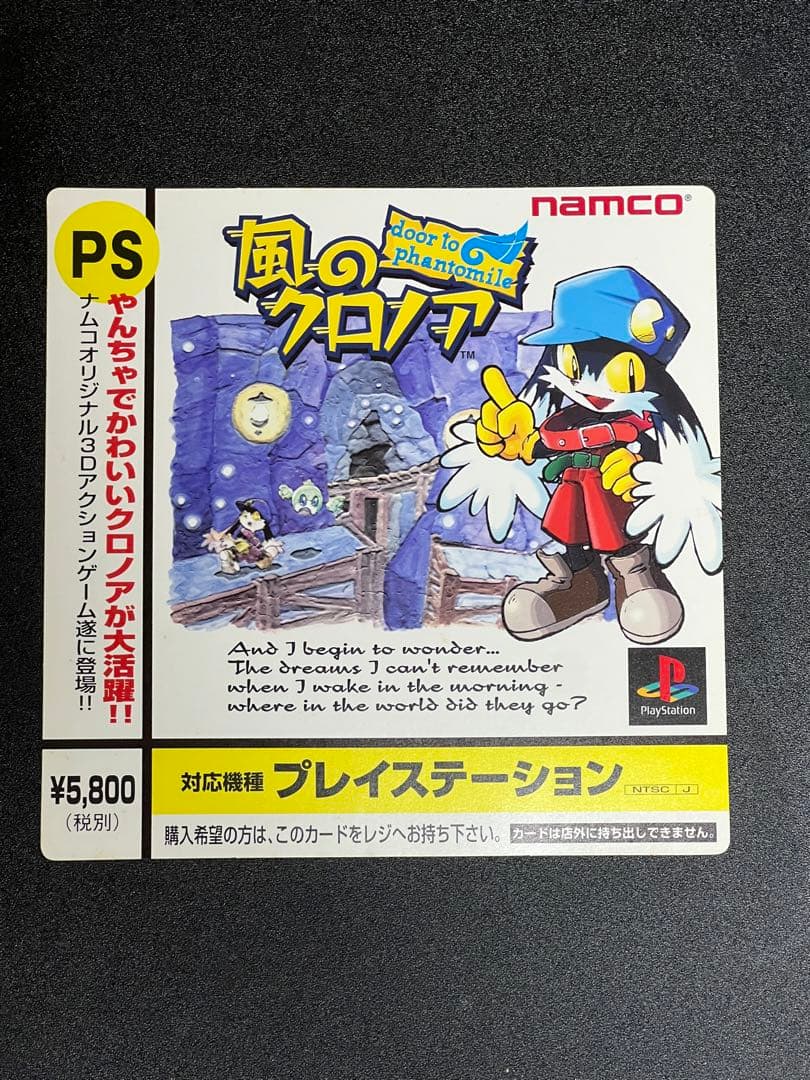 PS
やんちゃでかわいいクロノアが大活躍!!
ナムコオリジナル3Dアクションゲーム遂に登場!!
namco®
door to
phantomile
風の
クロノア
TM
And I begin to wonder...
The dreams I can't remember
when I wake in the morning -
where in the world did they go?
PlayStation
¥5,800
(税別)
対応機種 プレイステーション NTSC J
購入希望の方は、このカードをレジへお持ち下さい。 カードは店外に持ち出しできません。